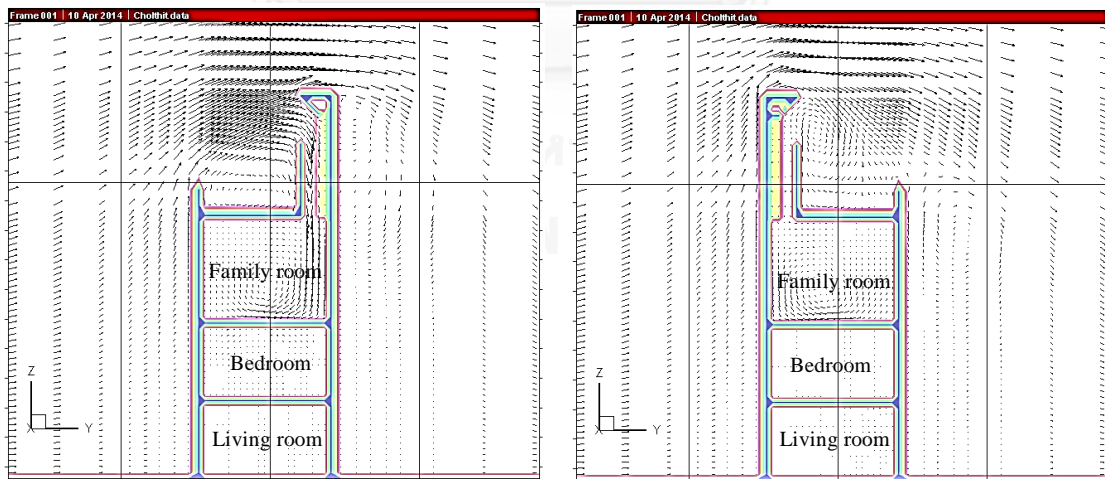 Frame 001 | 10 Apr 2014 | Cholthit.data
Family room
Bedroom
Living room
Z
X
Y
Frame 001 | 10 Apr 2014 | Cholthit.data
Family room
Bedroom
Living room
Z
X
Y